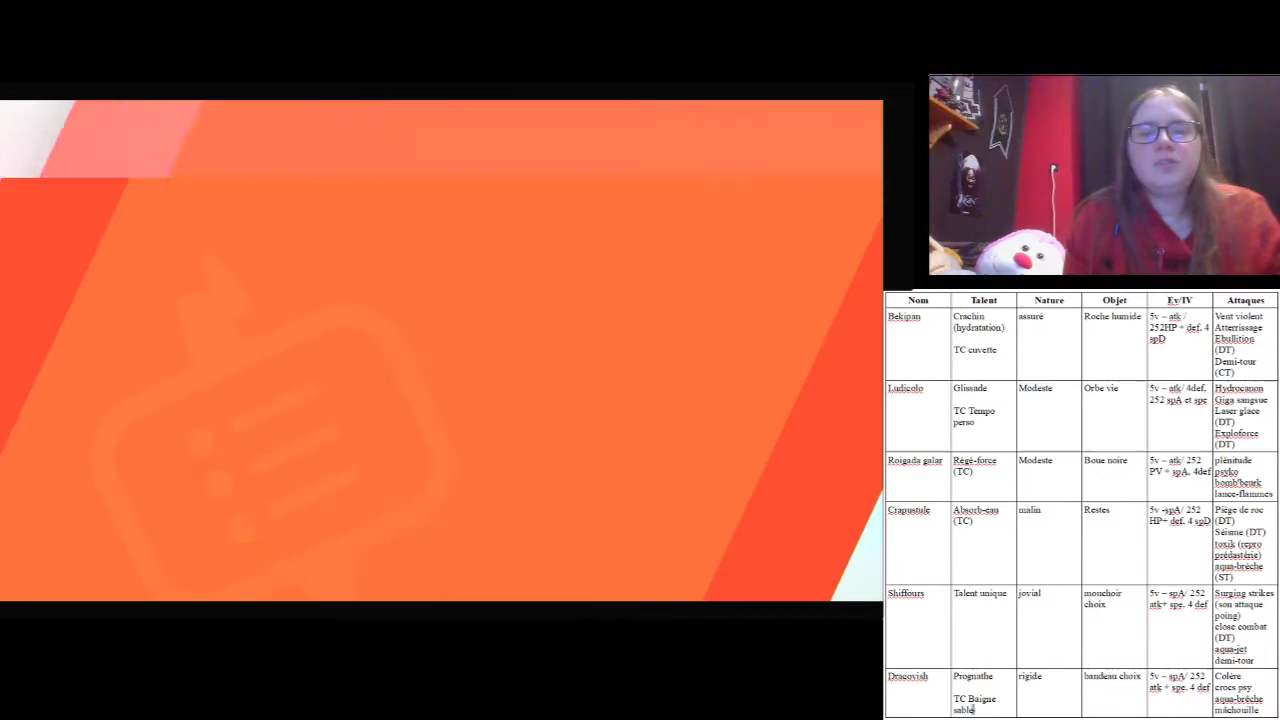 Nom Talent Nature Objet Ev/IV Attaques
Bekipan
Crachin
(hydratation)
TC cuvette
assuré
Roche humide
5v – atk /
252HP + def, 4
spD
Vent violent
Atterrissage
Ebullition
(DT)
Demi-tour
(CT)
Ludicolo
Glissade
TC Tempo
perso
Modeste
Orbe vie
5v – atk/ 4def,
252 spA et spe
Hydrocanon
Giga sangsue
Laser glace
(DT)
Exploforce
(DT)
Roigada galar
Régé-force
(TC)
Modeste
Boue noire
5v – atk/ 252
PV + spA, 4def
plénitude
psyko
bomb'beurk
lance-flammes
Crapustule
Absorb-eau
(TC)
malin
Restes
5v -spA/ 252
HP+ def, 4 spD
Piège de roc
(DT)
Séisme (DT)
toxik (repro
prédastérie)
aqua-brèche
(ST)
Shiffours
Talent unique
jovial
mouchoir
choix
5v – spA/ 252
atk+ spe, 4 def
Surging strikes
(son attaque
poing)
close combat
(DT)
aqua-jet
demi-tour
Dracovish
Prognathe
TC Baigne
sable
rigide
bandeau choix
5v – spA/ 252
atk + spe, 4 def
Colère
crocs psy
aqua-brèche
mâchouille